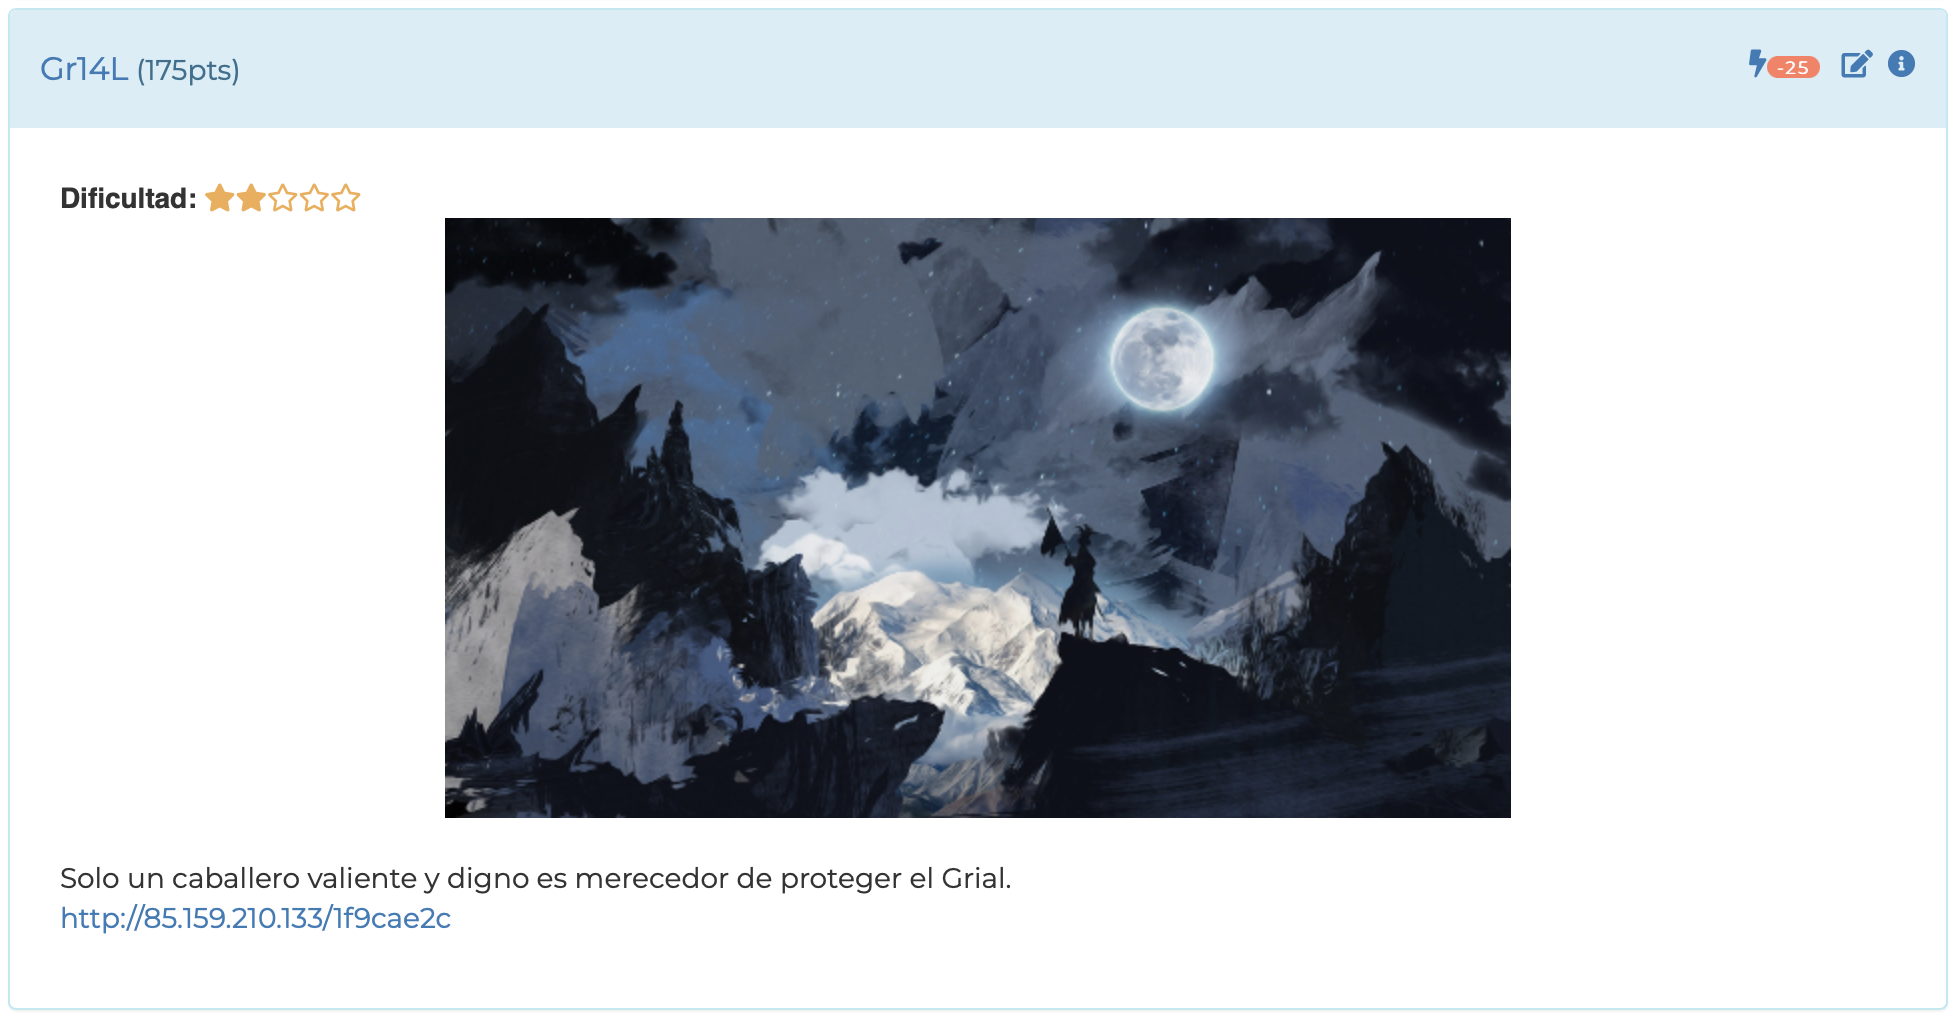 Gr14L (175pts)
-25
Dificultad:
Solo un caballero valiente y digno es merecedor de proteger el Grial.
http://85.159.210.133/1f9cae2c